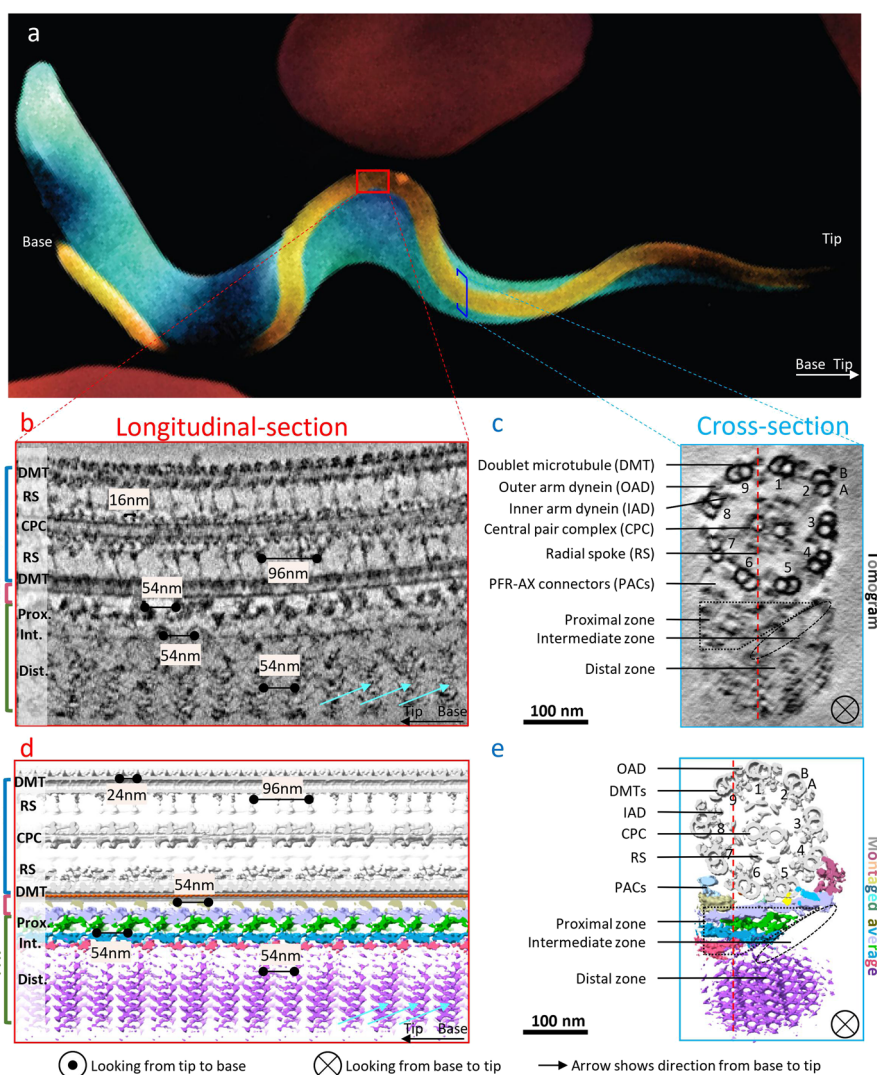 a
Base
Tip
Base Tip
b
Longitudinal-section
c
Cross-section
DMT
RS
16nm
CPC
RS
96nm
DMT
54nm
Prox.
Int.
54nm
Dist.
54nm
Tip Base
Doublet microtubule (DMT)
Outer arm dynein (OAD)
Inner arm dynein (IAD)
Central pair complex (CPC)
Radial spoke (RS)
PFR-AX connectors (PACs)
Proximal zone
Intermediate zone
Distal zone
100 nm
1
2
3
4
5
6
7
8
9
B
A
Tomogram
d
e
DMT
24nm
96nm
RS
CPC
RS
DMT
54nm
Prox.
54nm
Int.
54nm
Dist.
Tip Base
OAD
DMTs
IAD
CPC
RS
PACs
Proximal zone
Intermediate zone
Distal zone
100 nm
1
2
3
4
5
6
7
8
9
B
A
Montaged average
Looking from tip to base
Looking from base to tip
Arrow shows direction from base to tip